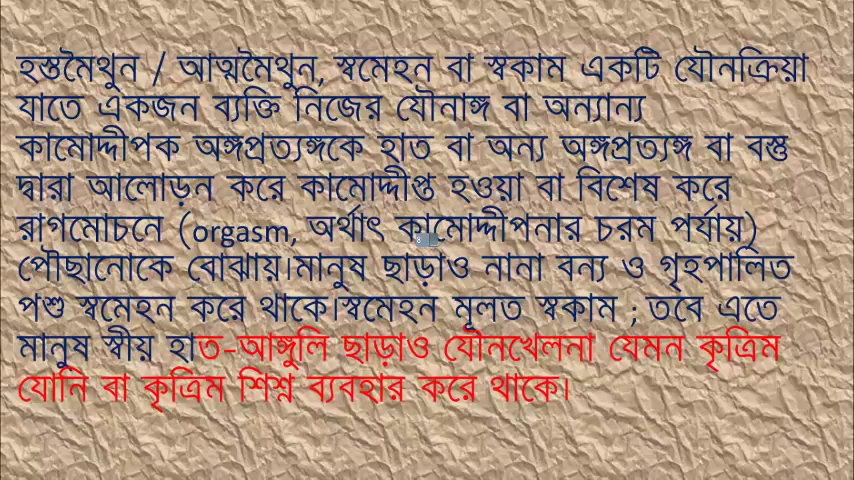 হস্তমৈথুন / আত্মমৈথুন, স্বমেহন বা স্বকাম একটি যৌনক্রিয়া
যাতে একজন ব্যক্তি নিজের যৌনাঙ্গ বা অন্যান্য
কামোদ্দীপক অঙ্গপ্রত্যঙ্গকে হাত বা অন্য অঙ্গপ্রত্যঙ্গ বা বস্তু
দ্বারা আলোড়ন করে কামোদ্দীপ্ত হওয়া বা বিশেষ করে
রাগমোচনে (orgasm, অর্থাৎ কামোদ্দীপনার চরম পর্যায়)
পৌছানোকে বোঝায়।মানুষ ছাড়াও নানা বন্য ও গৃহপালিত
পশু স্বমেহন করে থাকে।স্বমেহন মূলত স্বকাম ; তবে এতে
মানুষ স্বীয় হাত-আঙ্গুলি ছাড়াও যৌনখেলনা যেমন কৃত্রিম
যোনি বা কৃত্রিম শিশ্ন ব্যবহার করে থাকে।